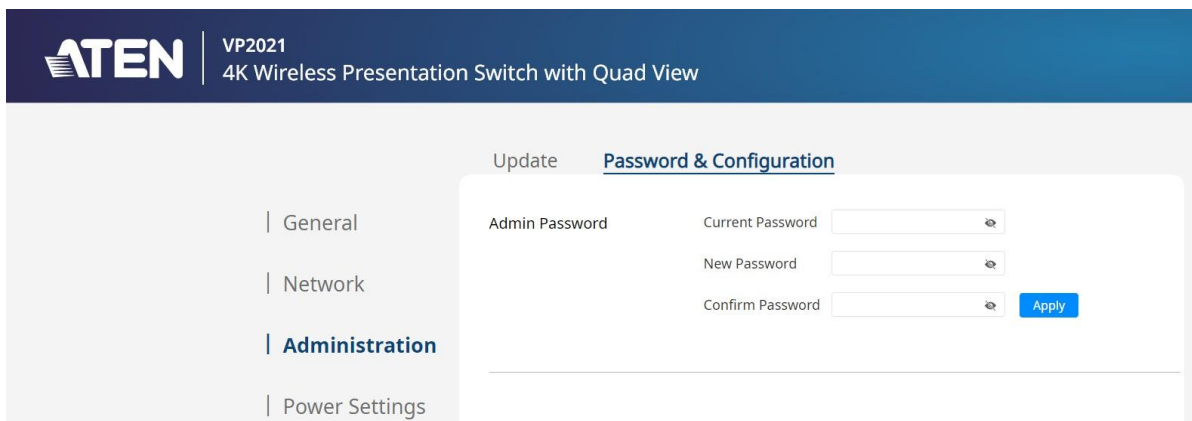 ATEN
VP2021
4K Wireless Presentation Switch with Quad View
Update Password & Configuration
General
Network
Administration
Power Settings
Admin Password
Current Password
New Password
Confirm Password Apply